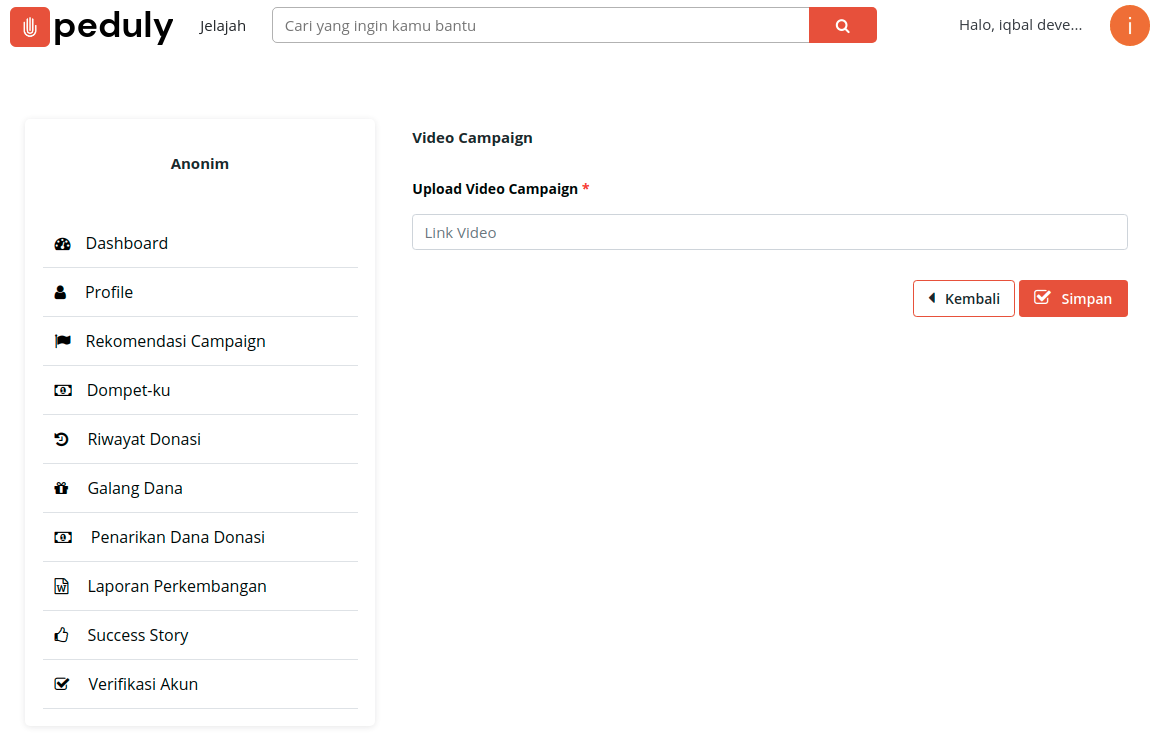 peduly
Jelajah
Cari yang ingin kamu bantu
Halo, iqbal deve...
i
Anonim
Dashboard
Profile
Rekomendasi Campaign
Dompet-ku
Riwayat Donasi
Galang Dana
Penarikan Dana Donasi
Laporan Perkembangan
Success Story
Verifikasi Akun
Video Campaign
Upload Video Campaign *
Link Video
Kembali
Simpan